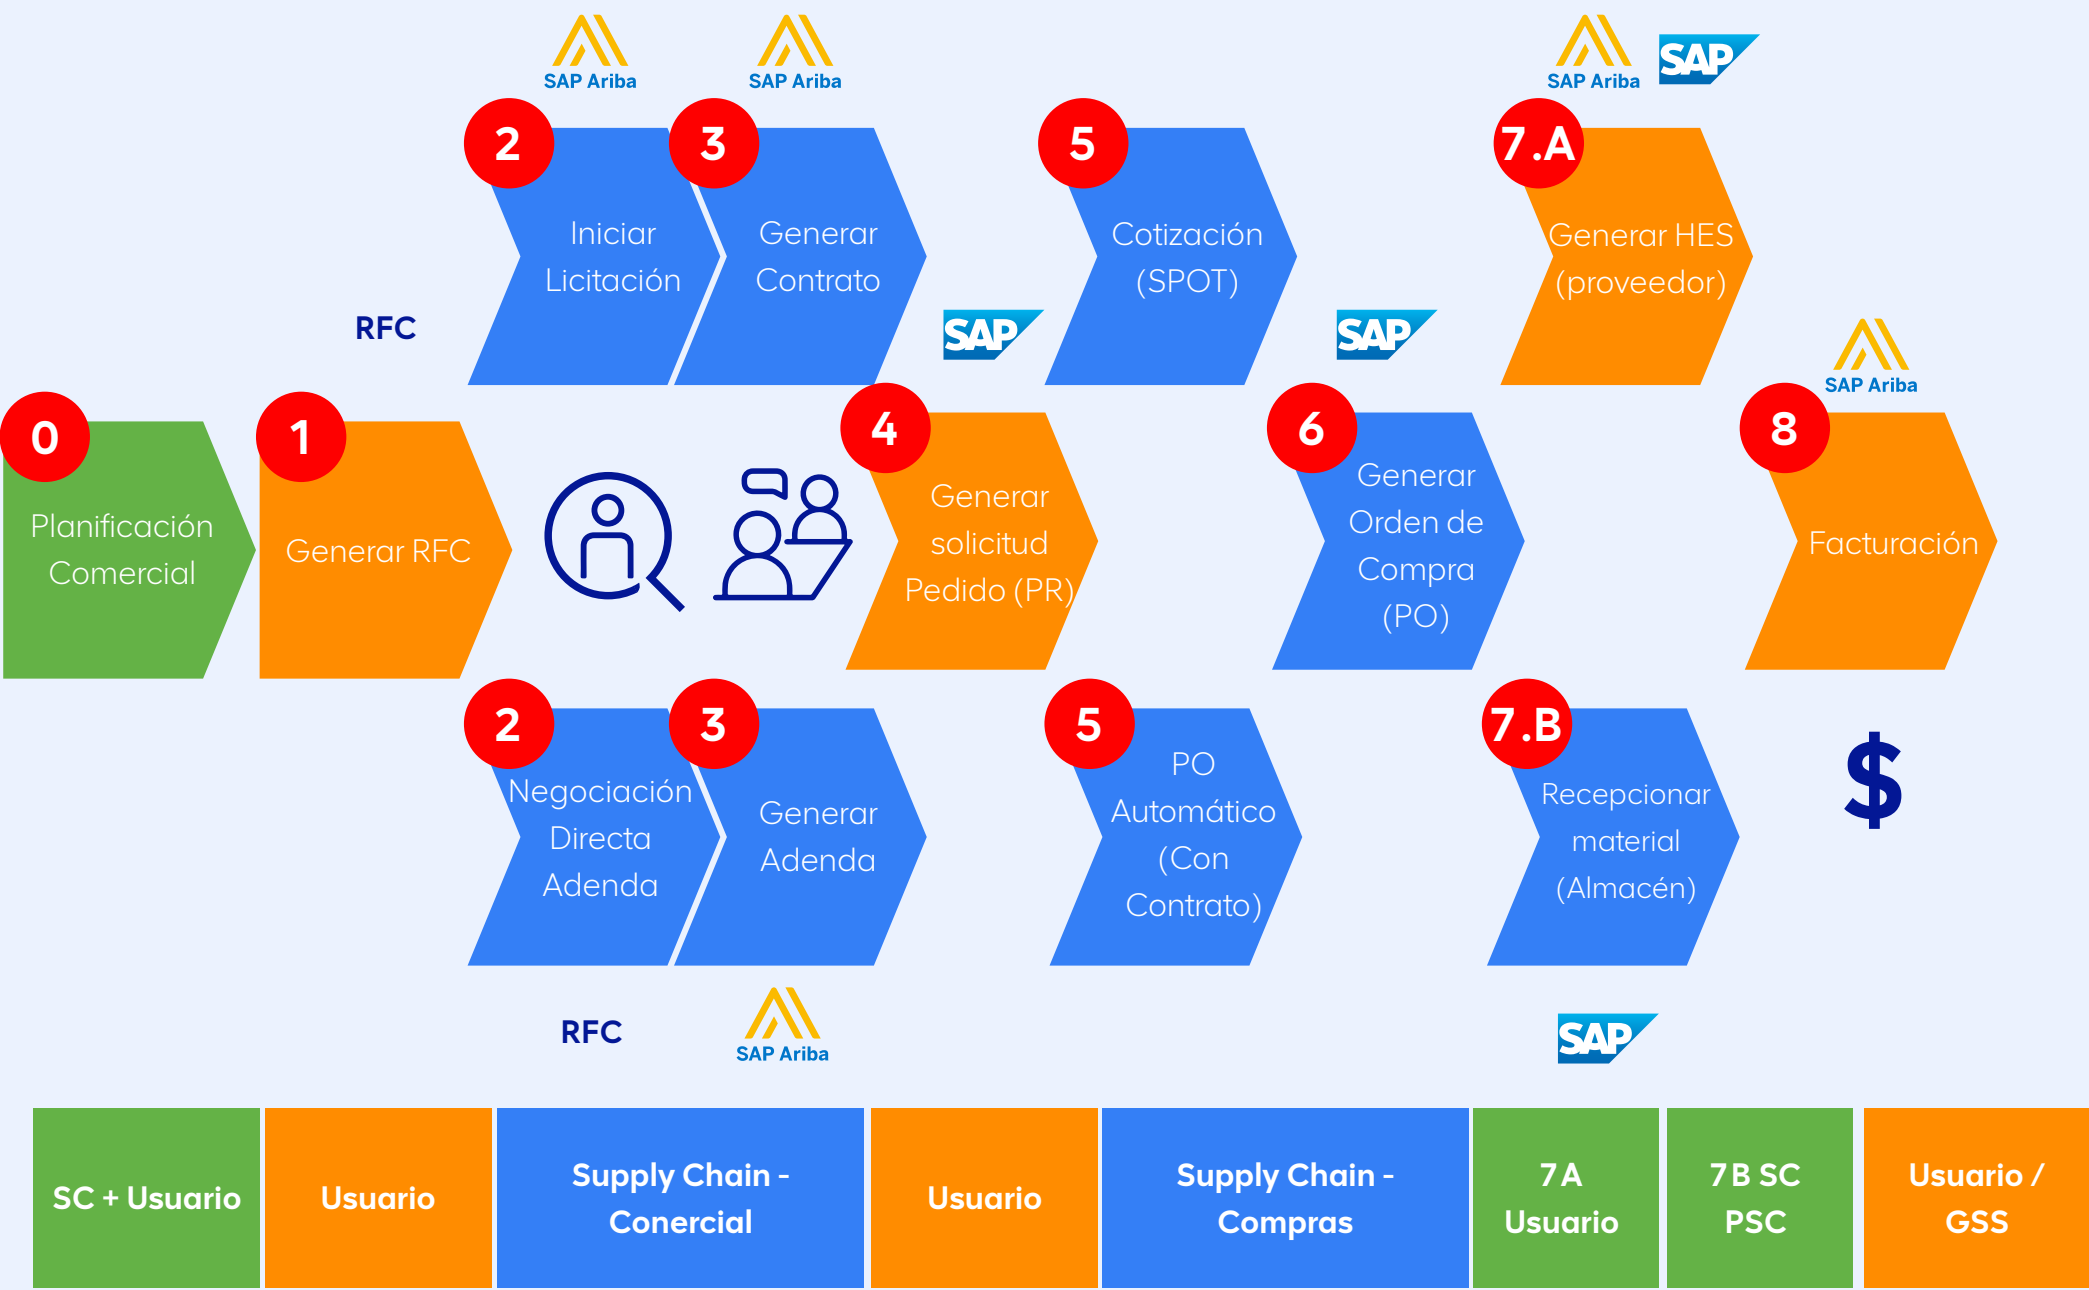 SAP Ariba
SAP Ariba
SAP Ariba
SAP
2
3
5
7.A
Iniciar
Licitación
Generar
Contrato
Cotización
(SPOT)
Generar HES
(proveedor)
RFC
SAP
SAP
SAP Ariba
0
1
4
6
8
Planificación
Comercial
Generar RFC
Generar
solicitud
Pedido (PR)
Generar
Orden de
Compra
(PO)
Facturación
2
3
5
7.B
Negociación
Directa
Adenda
Generar
Adenda
PO
Automático
(Con
Contrato)
Recepcionar
material
(Almacén)
$
RFC
SAP Ariba
SAP
SC + Usuario
Usuario
Supply Chain -
Conercial
Usuario
Supply Chain -
Compras
7A
Usuario
7B SC
PSC
Usuario /
GSS